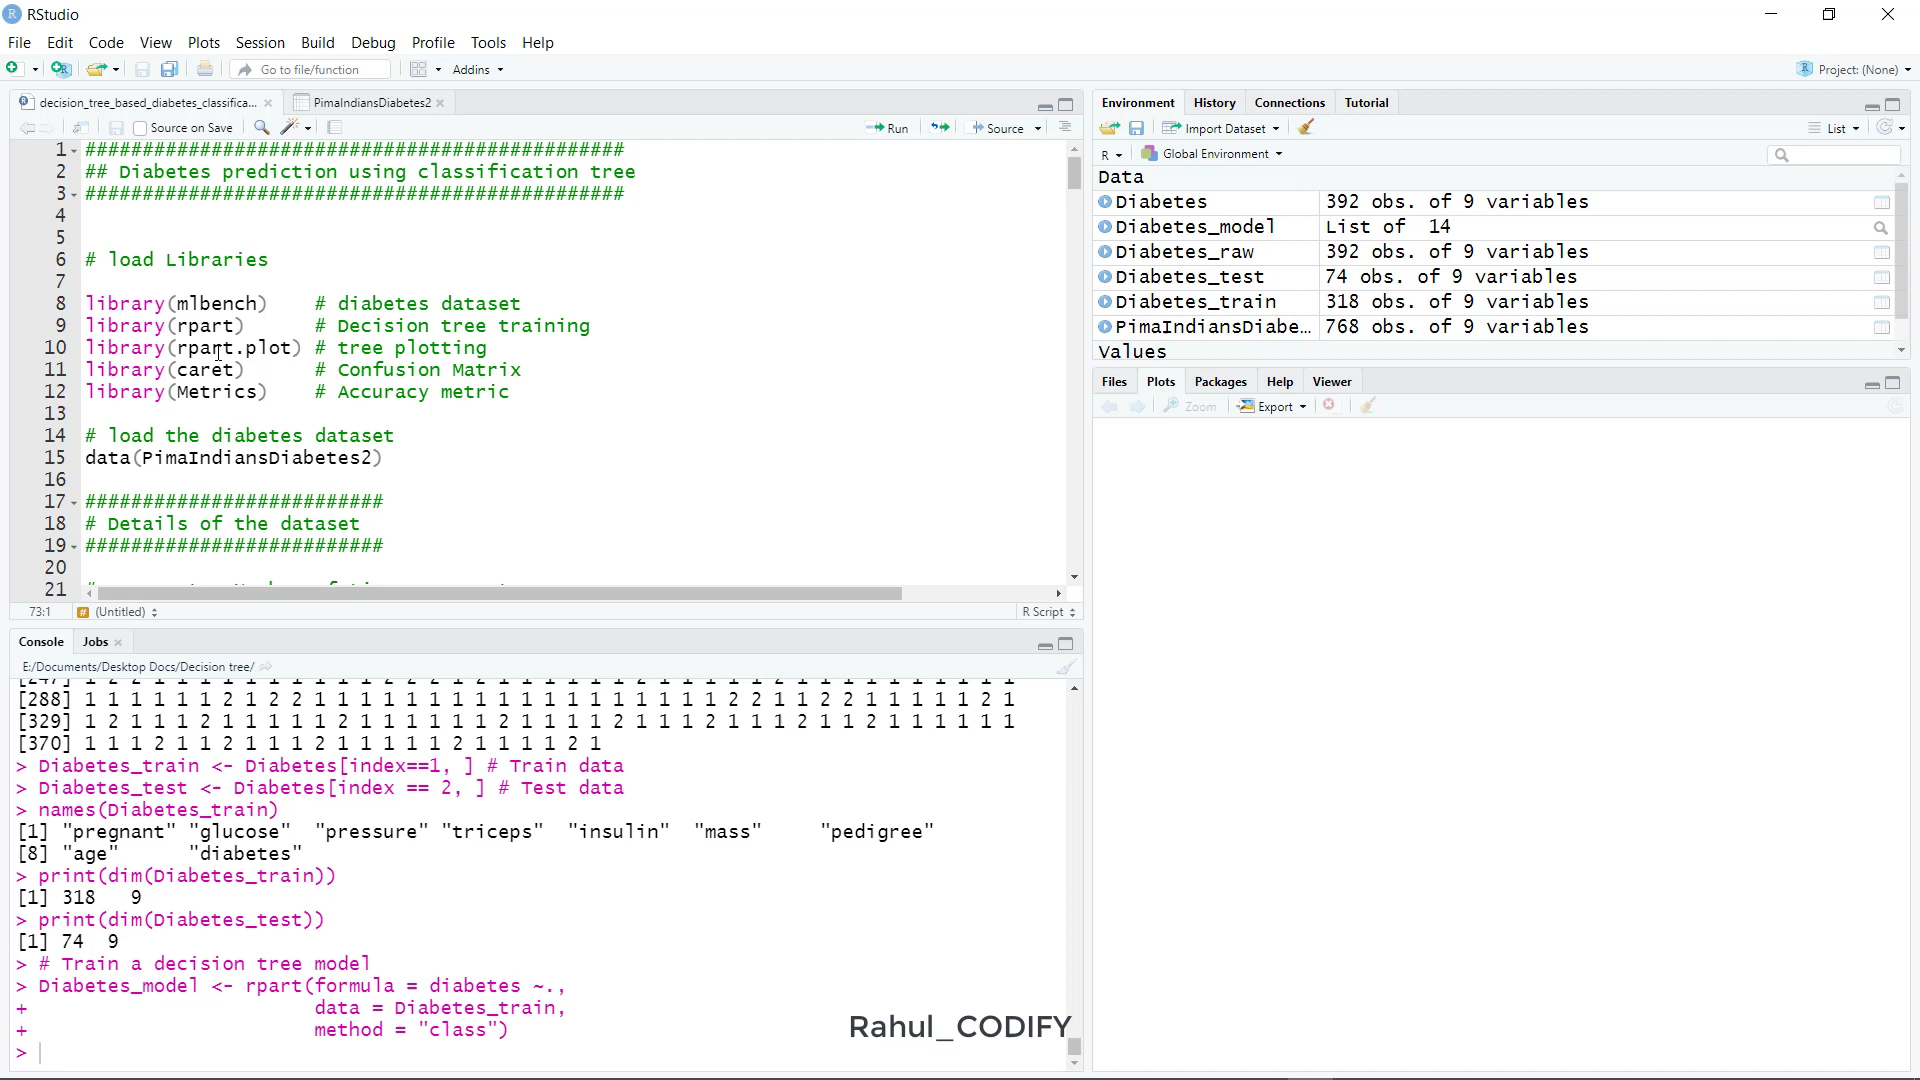 RStudio
File Edit Code View Plots Session Build Debug Profile Tools Help
Go to file/function Addins Project: (None)
decision_tree_based_diabetes_classifica... PimaIndiansDiabetes2
Source on Save Run Source
1 ###############################################
2 ## Diabetes prediction using classification tree
3 ###############################################
4
5
6 # load Libraries
7
8 library(mlbench) # diabetes dataset
9 library(rpart) # Decision tree training
10 library(rpart.plot) # tree plotting
11 library(caret) # Confusion Matrix
12 library(Metrics) # Accuracy metric
13
14 # load the diabetes dataset
15 data(PimaIndiansDiabetes2)
16
17 ##########################
18 # Details of the dataset
19 ##########################
20
21
73:1 (Untitled) R Script
Console Jobs
E:/Documents/Desktop Docs/Decision tree/
[288] 1 1 1 1 1 1 2 1 2 2 1 1 1 1 1 1 1 1 1 1 1 1 1 1 1 1 1 1 2 2 1 1 2 2 1 1 1 1 1 2 1
[329] 1 2 1 1 1 2 1 1 1 1 1 2 1 1 1 1 1 1 2 1 1 1 1 2 1 1 1 2 1 1 1 2 1 1 2 1 1 1 1 1 1
[370] 1 1 1 2 1 1 2 1 1 1 2 1 1 1 1 1 2 1 1 1 1 2 1
> Diabetes_train <- Diabetes[index==1, ] # Train data
> Diabetes_test <- Diabetes[index == 2, ] # Test data
> names(Diabetes_train)
[1] "pregnant" "glucose" "pressure" "triceps" "insulin" "mass" "pedigree"
[8] "age" "diabetes"
> print(dim(Diabetes_train))
[1] 318 9
> print(dim(Diabetes_test))
[1] 74 9
> # Train a decision tree model
> Diabetes_model <- rpart(formula = diabetes ~.,
+ data = Diabetes_train,
+ method = "class")
>
Rahul_CODIFY
Environment History Connections Tutorial
Import Dataset List
R Global Environment
Data
Diabetes 392 obs. of 9 variables
Diabetes_model List of 14
Diabetes_raw 392 obs. of 9 variables
Diabetes_test 74 obs. of 9 variables
Diabetes_train 318 obs. of 9 variables
PimaIndiansDiabe... 768 obs. of 9 variables
Values
Files Plots Packages Help Viewer
Zoom Export